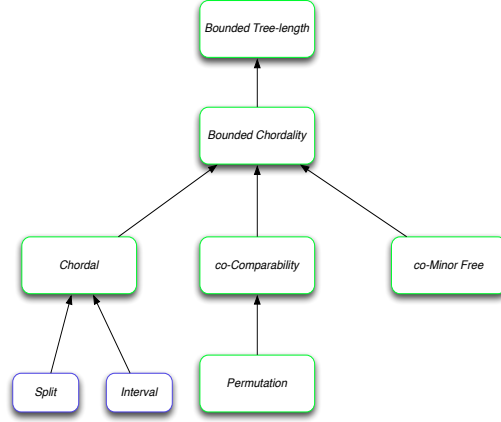 Bounded Tree-length
Bounded Chordality
Chordal
co-Comparability
co-Minor Free
Split
Interval
Permutation